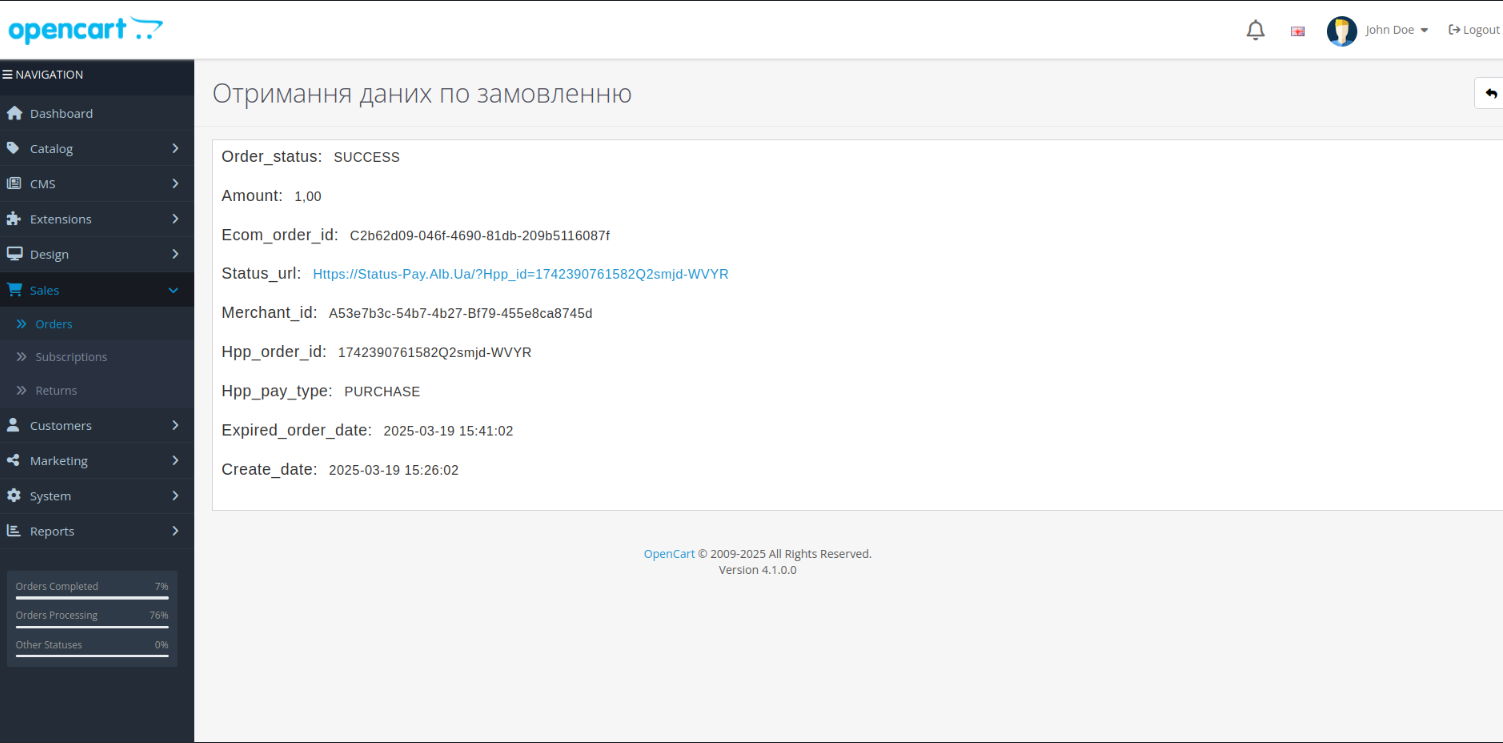 opencart
John Doe
Logout
NAVIGATION
Dashboard
Catalog
CMS
Extensions
Design
Sales
Orders
Subscriptions
Returns
Customers
Marketing
System
Reports
Orders Completed 7%
Orders Processing 76%
Other Statuses 0%
Отримання даних по замовленню
Order_status: SUCCESS
Amount: 1,00
Ecom_order_id: C2b62d09-046f-4690-81db-209b5116087f
Status_url: Https://Status-Pay.Alb.Ua/?Hpp_id=1742390761582Q2smjd-WVYR
Merchant_id: A53e7b3c-54b7-4b27-Bf79-455e8ca8745d
Hpp_order_id: 1742390761582Q2smjd-WVYR
Hpp_pay_type: PURCHASE
Expired_order_date: 2025-03-19 15:41:02
Create_date: 2025-03-19 15:26:02
OpenCart © 2009-2025 All Rights Reserved.
Version 4.1.0.0